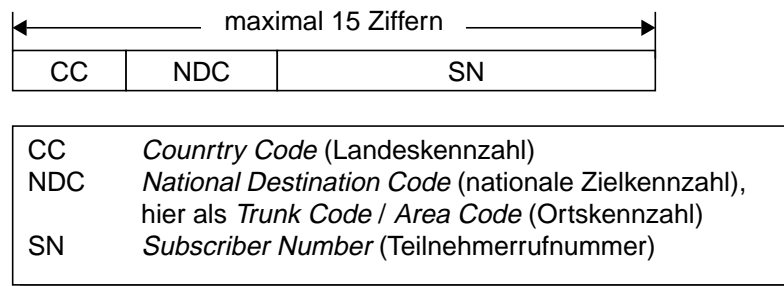 maximal 15 Ziffern
CC NDC SN
CC Counrtry Code (Landeskennzahl)
NDC National Destination Code (nationale Zielkennzahl),
hier als Trunk Code / Area Code (Ortskennzahl)
SN Subscriber Number (Teilnehmerrufnummer)